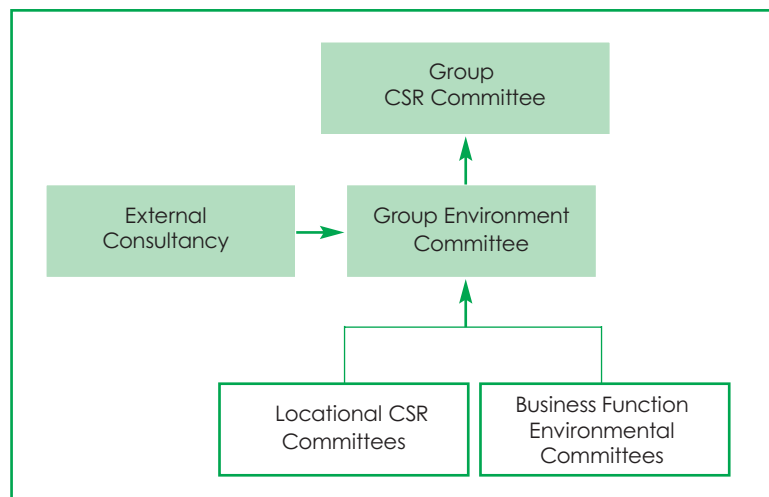 Group
CSR Committee
External
Consultancy
Group Environment
Committee
Locational CSR
Committees
Business Function
Environmental
Committees